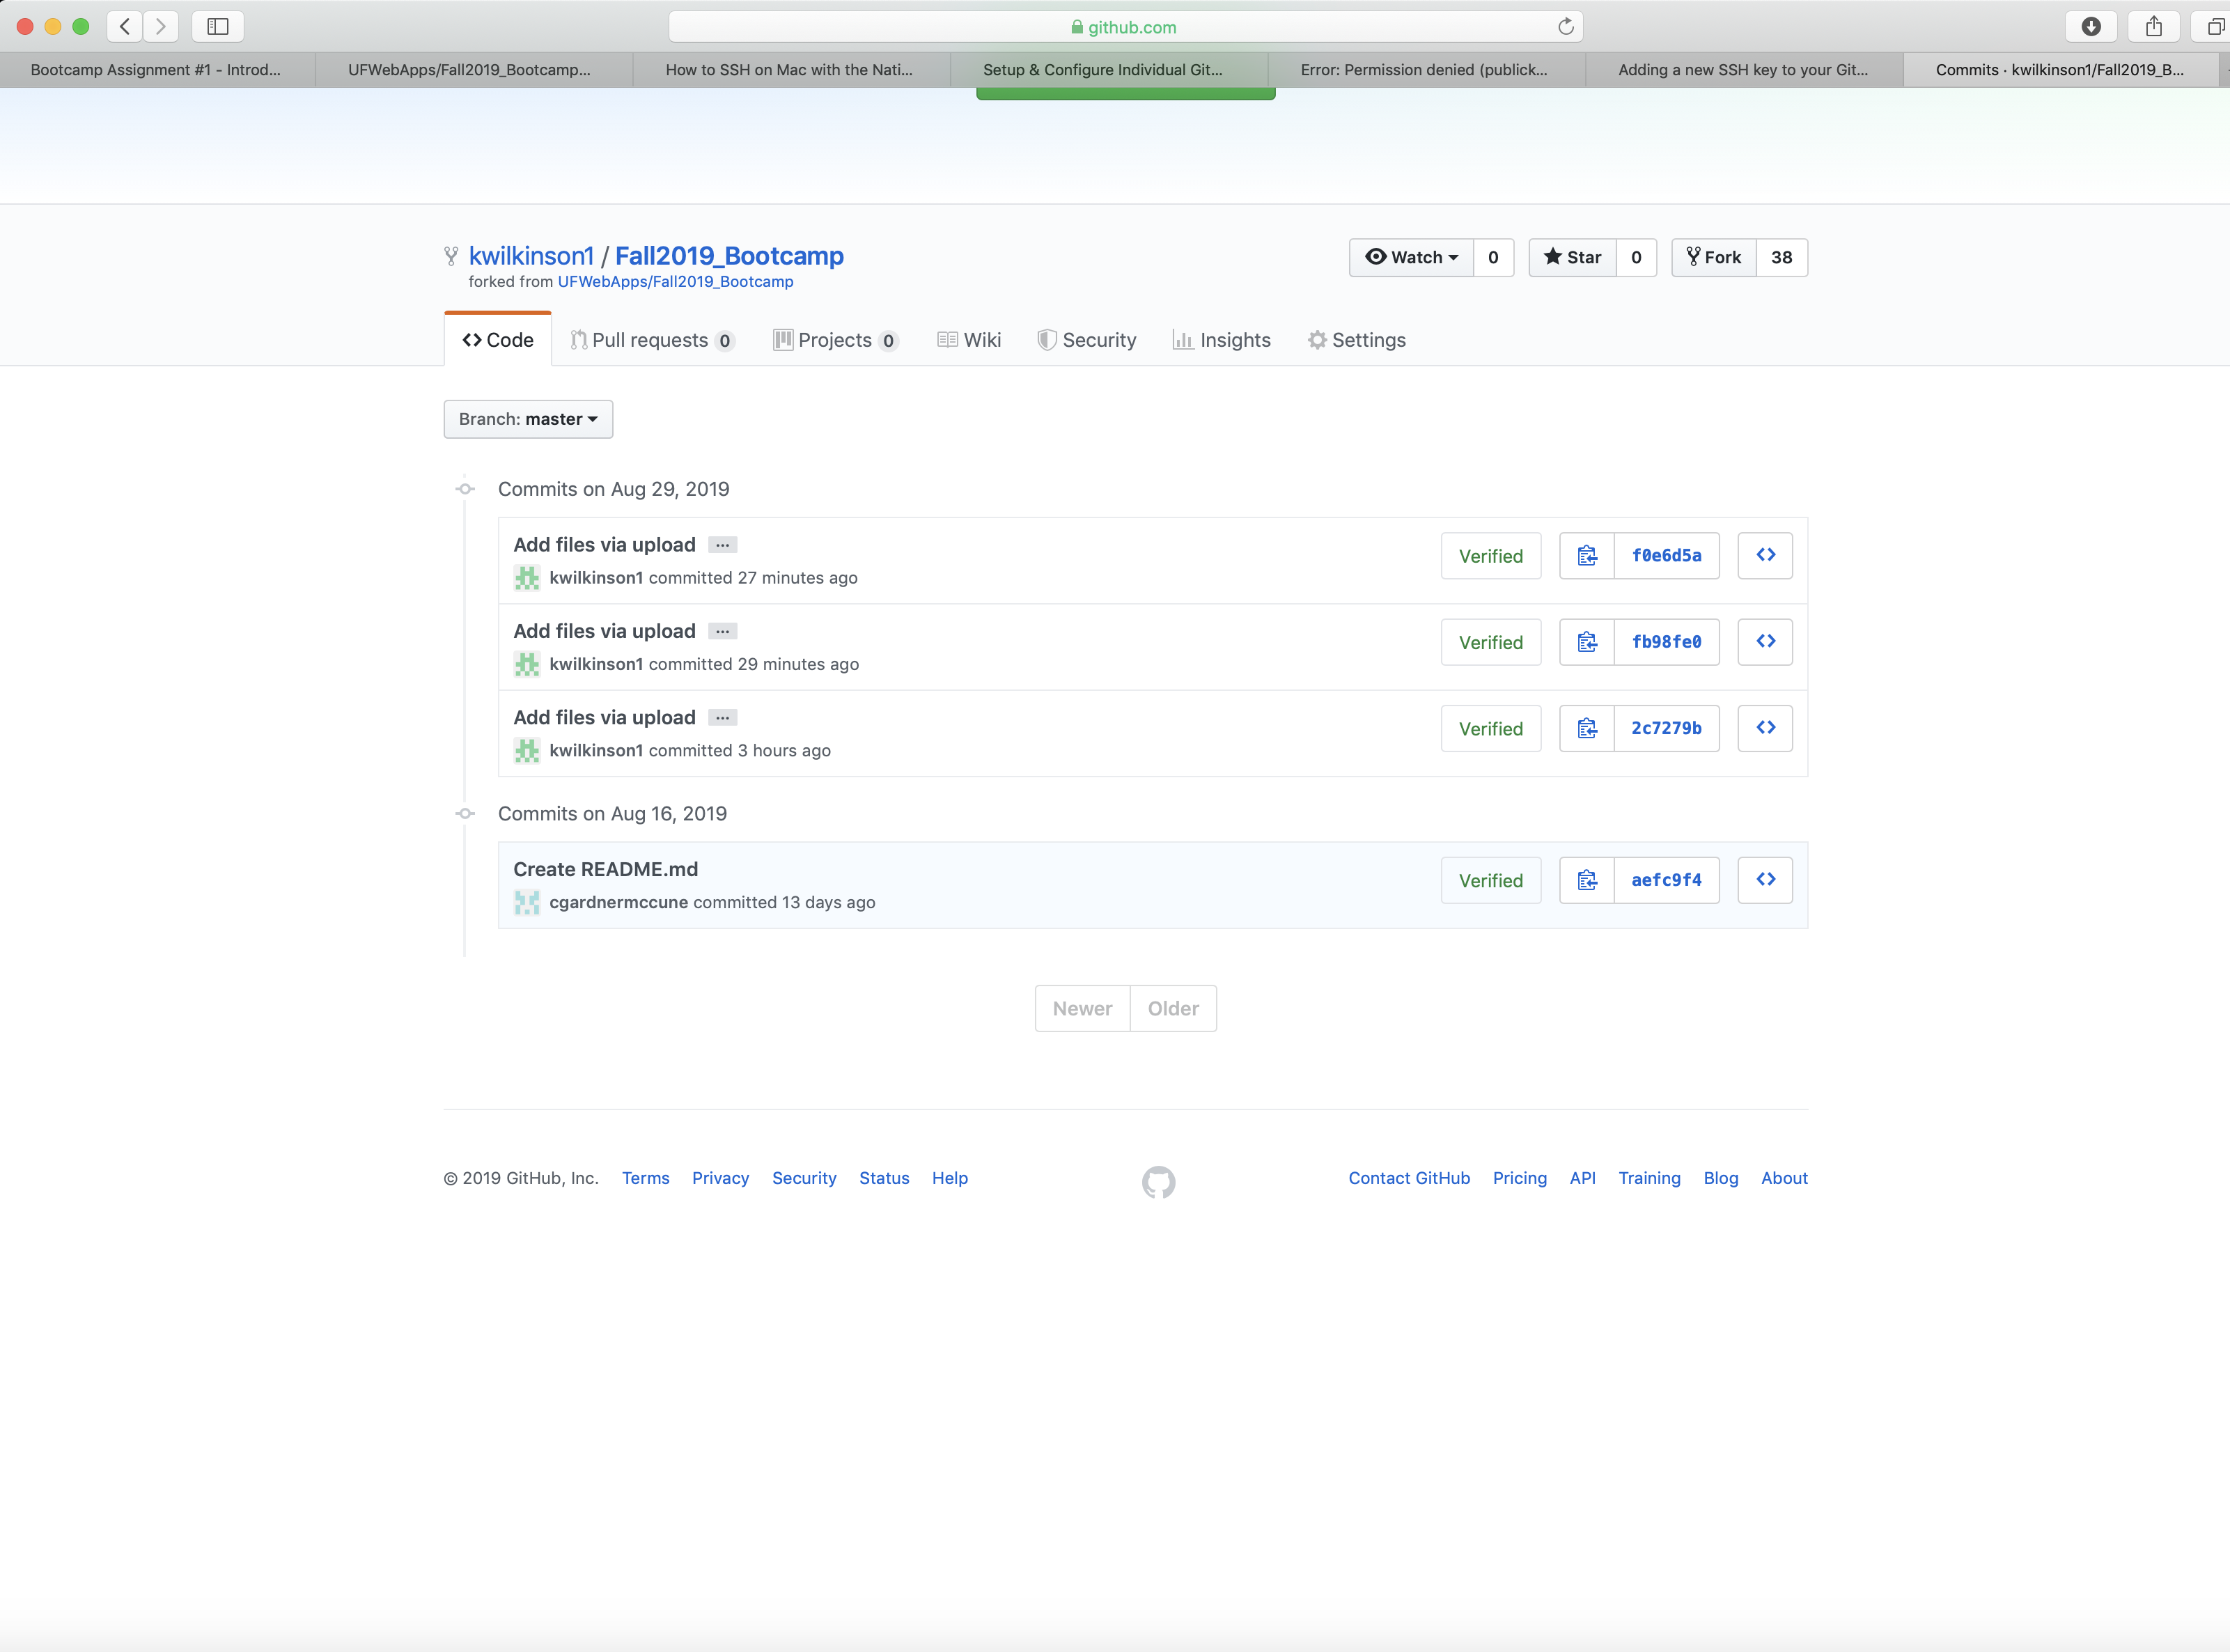 github.com
Bootcamp Assignment #1 - Introd...
UFWebApps/Fall2019_Bootcamp...
How to SSH on Mac with the Nati...
Setup & Configure Individual Git...
Error: Permission denied (publick...
Adding a new SSH key to your Git...
Commits · kwilkinson1/Fall2019_B...
kwilkinson1 / Fall2019_Bootcamp
forked from UFWebApps/Fall2019_Bootcamp
Watch 0 Star 0 Fork 38
Code Pull requests 0 Projects 0 Wiki Security Insights Settings
Branch: master
Commits on Aug 29, 2019
Add files via upload ...
kwilkinson1 committed 27 minutes ago
Verified f0e6d5a
Add files via upload ...
kwilkinson1 committed 29 minutes ago
Verified fb98fe0
Add files via upload ...
kwilkinson1 committed 3 hours ago
Verified 2c7279b
Commits on Aug 16, 2019
Create README.md
cgardnermccune committed 13 days ago
Verified aefc9f4
Newer Older
© 2019 GitHub, Inc. Terms Privacy Security Status Help
Contact GitHub Pricing API Training Blog About